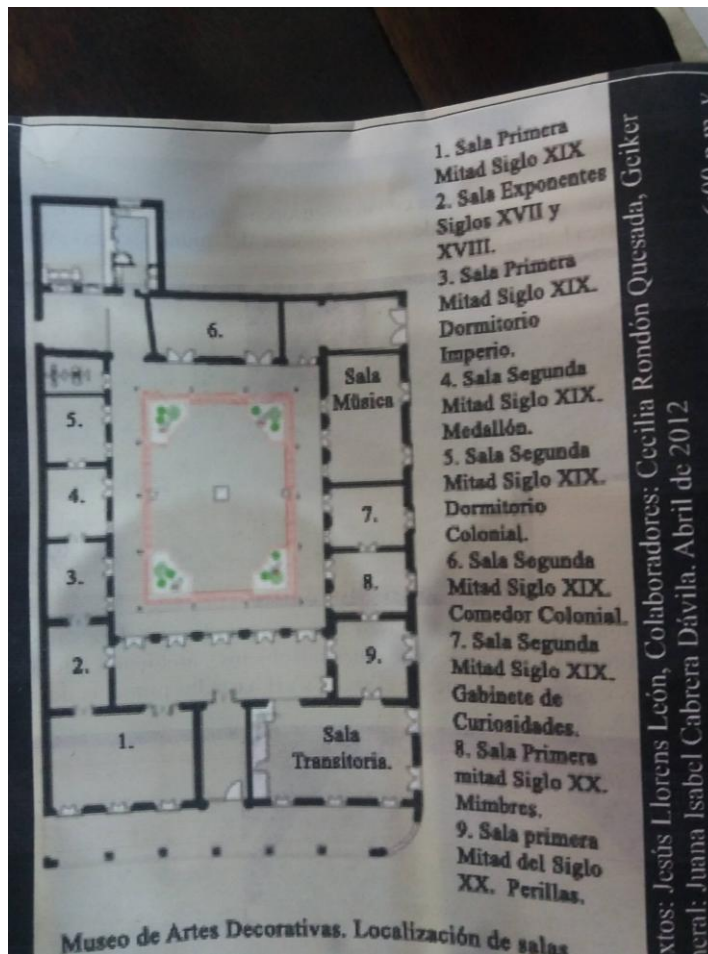 1. Sala Primera
Mitad Siglo XIX
2. Sala Exponentes
Siglos XVII y
XVIII.
3. Sala Primera
Mitad Siglo XIX.
Dormitorio
Imperio.
4. Sala Segunda
Mitad Siglo XIX.
Medallón.
5. Sala Segunda
Mitad Siglo XIX.
Dormitorio
Colonial.
6. Sala Segunda
Mitad Siglo XIX.
Comedor Colonial.
7. Sala Segunda
Mitad Siglo XIX.
Gabinete de
Curiosidades.
8. Sala Primera
mitad Siglo XX.
Mimbres.
9. Sala primera
Mitad del Siglo
XX. Perillas.
6.
Sala
Música
5.
4.
7.
3.
8.
2.
9.
1.
Sala
Transitoria.
Museo de Artes Decorativas. Localización de salas
xtos: Jesús Llorens León, Colaboradores: Cecilia Rondón Quesada, Geiker
neral: Juana Isabel Cabrera Dávila. Abril de 2012